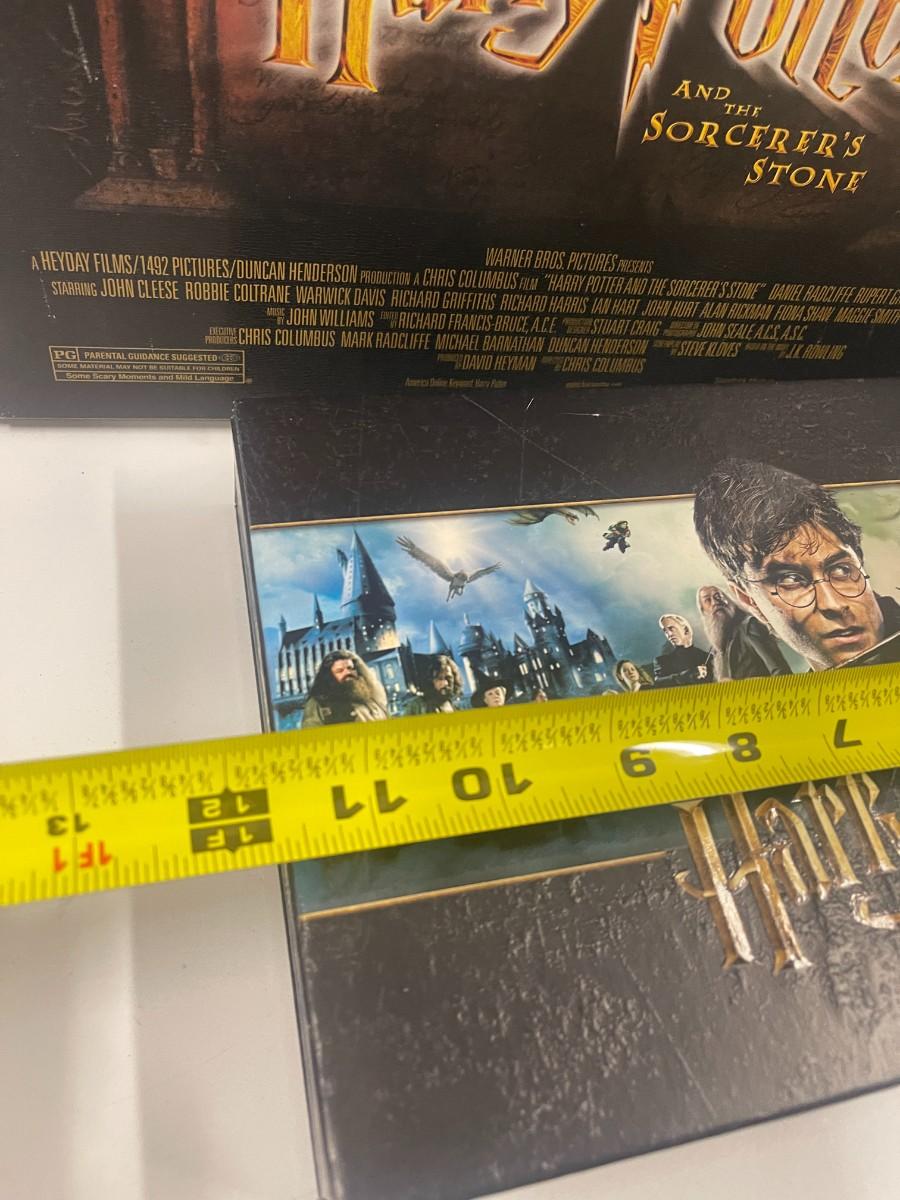 Harry Potter
AND
THE
SORCERER'S
STONE
WARNER BROS. PICTURES PRESENTS
A HEYDAY FILMS/1492 PICTURES/DUNCAN HENDERSON PRODUCTION A CHRIS COLUMBUS FILM "HARRY POTTER AND THE SORCERER'S STONE" DANIEL RADCLIFFE RUPERT G
STARRING JOHN CLEESE ROBBIE COLTRANE WARWICK DAVIS RICHARD GRIFFITHS RICHARD HARRIS IAN HART JOHN HURT ALAN RICKMAN FIONA SHAW MAGGIE SMITH
MUSIC BY JOHN WILLIAMS EDITED BY RICHARD FRANCIS-BRUCE, A.C.E. STUART CRAIG JOHN SEALE, A.C.S., A.S.C.
EXECUTIVE PRODUCERS CHRIS COLUMBUS MARK RADCLIFFE MICHAEL BARNATHAN DUNCAN HENDERSON STEVE KLOVES J.K. ROWLING
PRODUCED BY DAVID HEYMAN DIRECTED BY CHRIS COLUMBUS
PG PARENTAL GUIDANCE SUGGESTED
SOME MATERIAL MAY NOT BE SUITABLE FOR CHILDREN
Some Scary Moments and Mild Language
America Online Keyword: Harry Potter
13 12 11 10 9 8 7
1F1 1F
Harr